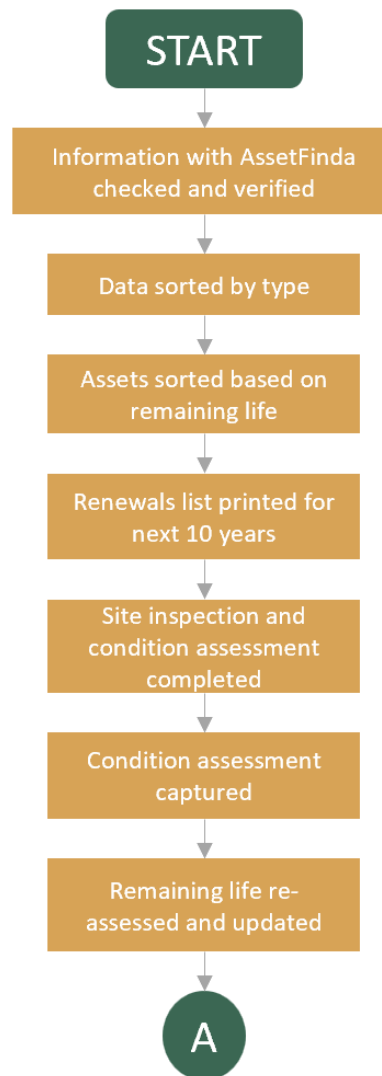 START
Information with AssetFinda
checked and verified
Data sorted by type
Assets sorted based on
remaining life
Renewals list printed for
next 10 years
Site inspection and
condition assessment
completed
Condition assessment
captured
Remaining life re-
assessed and updated
A